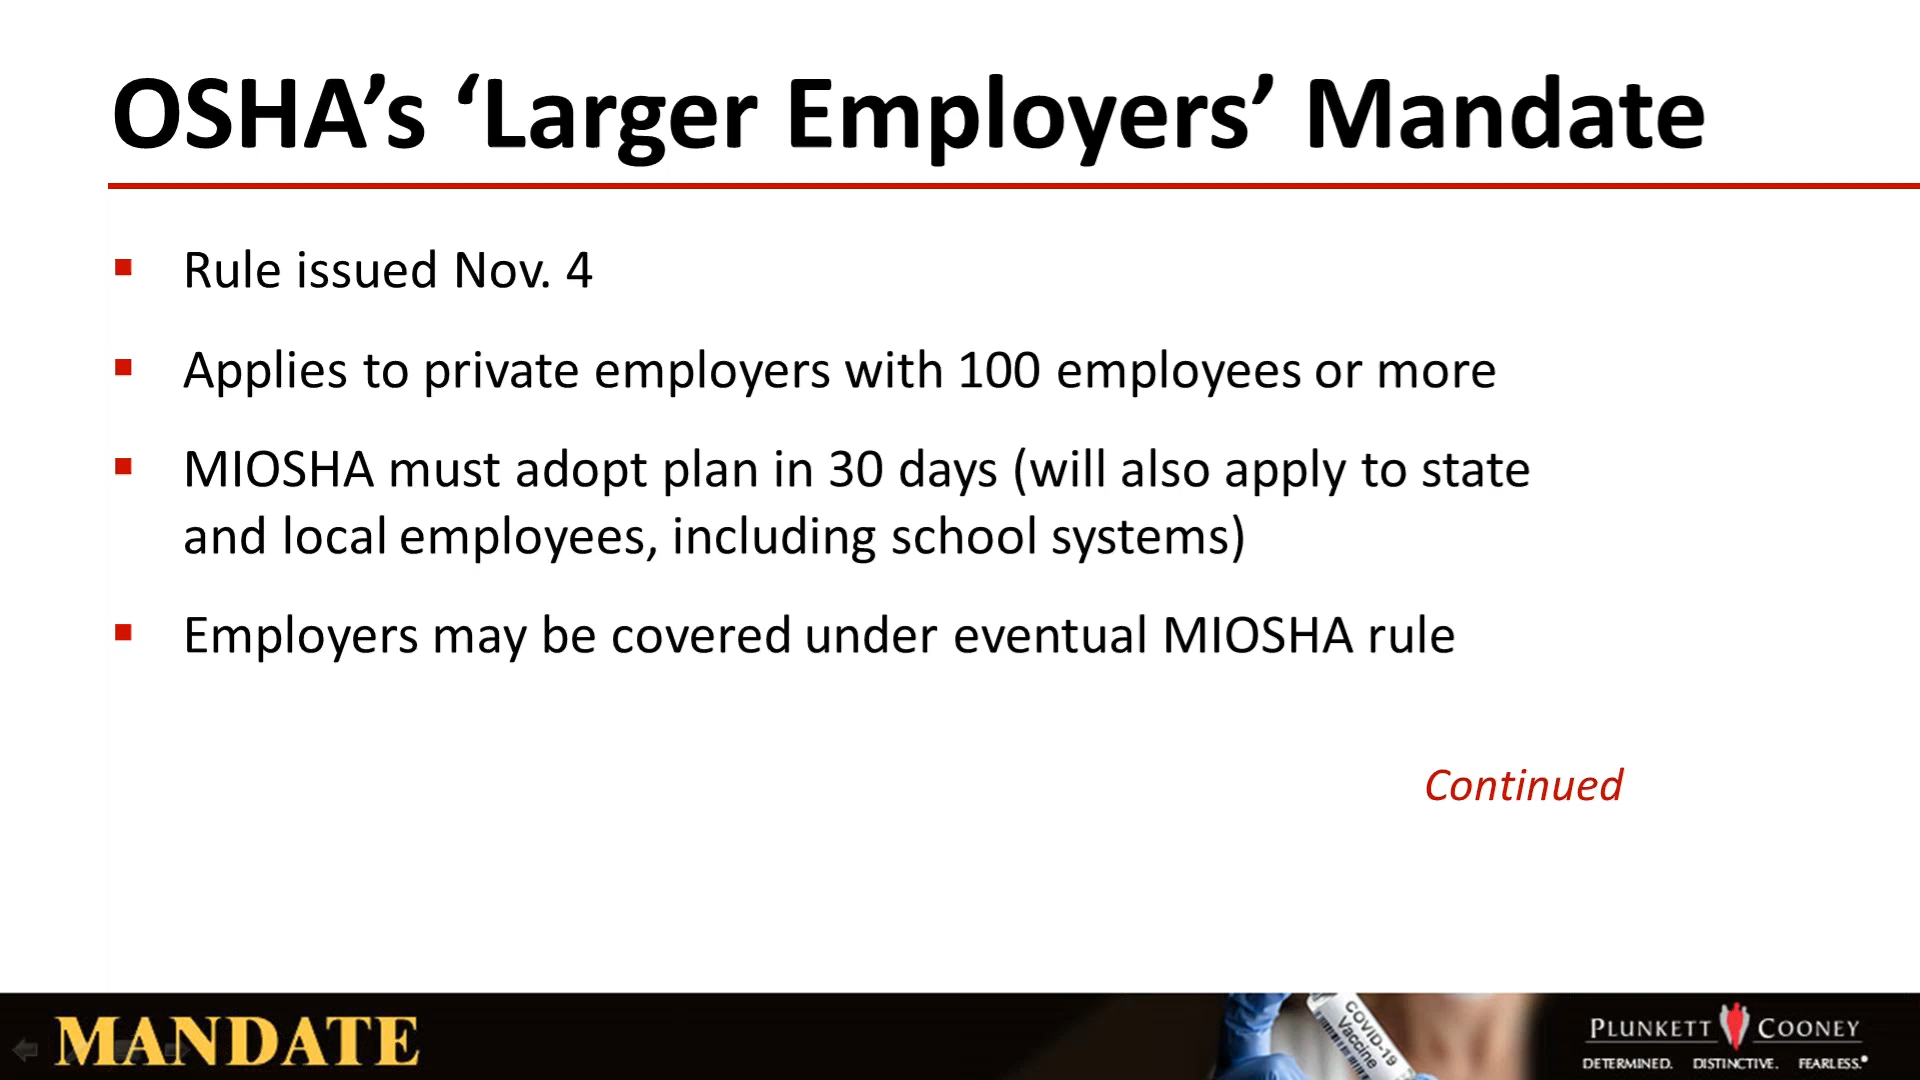 OSHA’s ‘Larger Employers’ Mandate
▪ Rule issued Nov. 4
▪ Applies to private employers with 100 employees or more
▪ MIOSHA must adopt plan in 30 days (will also apply to state
and local employees, including school systems)
▪ Employers may be covered under eventual MIOSHA rule
Continued
MANDATE
COVID-19
Vaccine
PLUNKETT COONEY
DETERMINED. DISTINCTIVE. FEARLESS.®